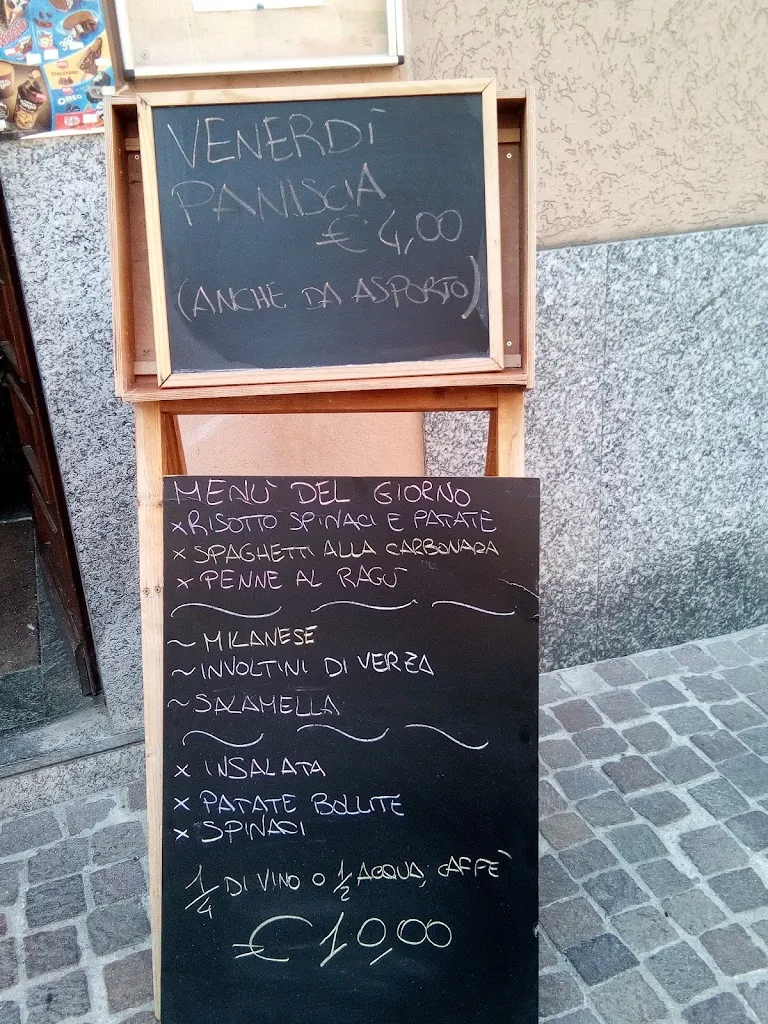 OREO
VENERDÌ
PANISCIA
€ 4,00
(ANCHE DA ASPORTO)
MENÙ DEL GIORNO
x RISOTTO SPINACI E PATATE
x SPAGHETTI ALLA CARBONARA
x PENNE AL RAGÙ
~ MILANESE
~ INVOLTINI DI VERZA
~ SALAMELLA
x INSALATA
x PATATE BOLLITE
x SPINACI
1/4 DI VINO O 1/2 ACQUA, CAFFÈ
€ 10,00